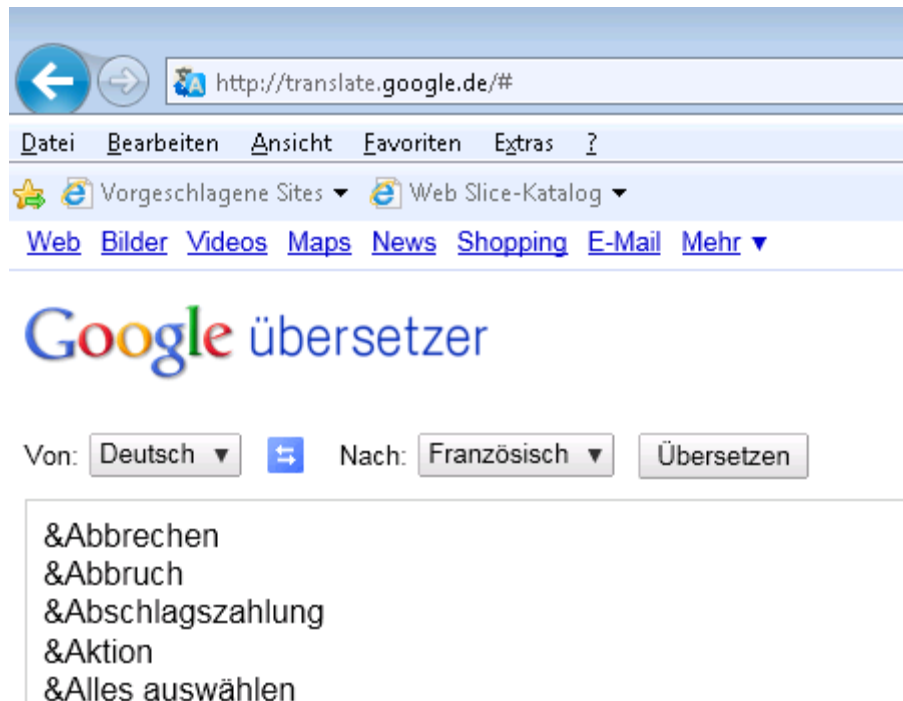 http://translate.google.de/#
Datei Bearbeiten Ansicht Favoriten Extras ?
Vorgeschlagene Sites ▼ Web Slice-Katalog ▼
Web Bilder Videos Maps News Shopping E-Mail Mehr ▼
Google übersetzer
Von: Deutsch ▼ Nach: Französisch ▼ Übersetzen
&Abbrechen
&Abbruch
&Abschlagszahlung
&Aktion
&Alles auswählen